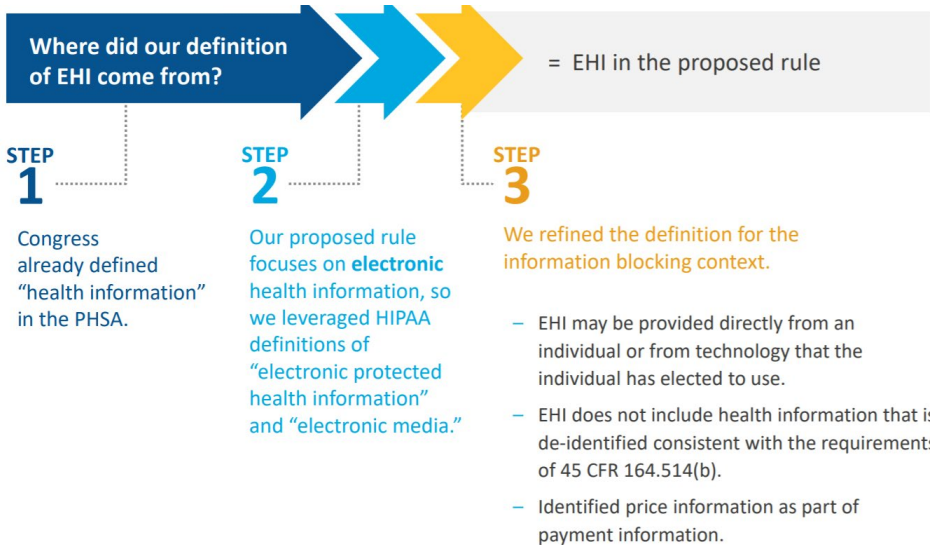 Where did our definition
of EHI come from?
= EHI in the proposed rule
STEP
1
Congress
already defined
“health information”
in the PHSA.
STEP
2
Our proposed rule
focuses on electronic
health information, so
we leveraged HIPAA
definitions of
“electronic protected
health information”
and “electronic media.”
STEP
3
We refined the definition for the
information blocking context.
– EHI may be provided directly from an
individual or from technology that the
individual has elected to use.
– EHI does not include health information that is
de-identified consistent with the requirements
of 45 CFR 164.514(b).
– Identified price information as part of
payment information.